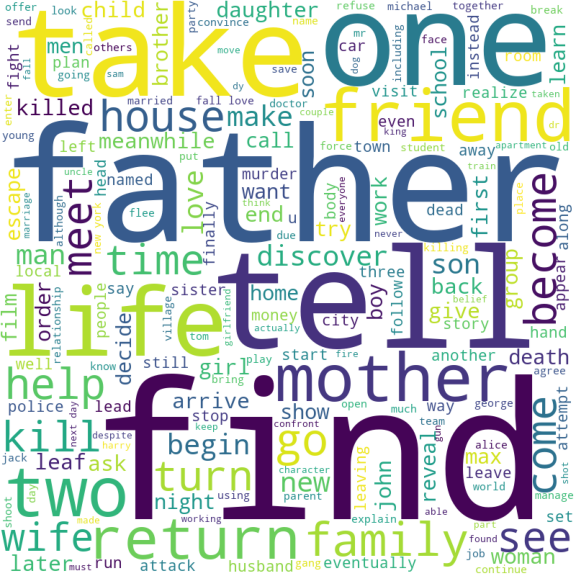 offer
look
send
others
child
men
plan
going
called
fight
fall
sam
take
brother
daughter
convince
name
party
move
dy
save
soon
michael
together
mr
including
car
face
dog
refuse
instead
school
one
break
room
learn
enter
young
killed
house
married
fall love
meanwhile
make
doctor
call
couple
king
force
town
friend
visit
realize
even
student
away
apartment
train
taken
dr
old
escape
meet
left
uncle
marriage
although
flee
new york
head
named
put
love
murder
want
end
u
finally
think
due
try
body
everyone
father
work
dead
never
first
killing
place
group
become
appear
along
man
local
time
discover
son
back
film
order
relationship
people
say
sister
village
tom
home
money
actually
girlfriend
city
boy
three
follow
tell
give
belief
story
hand
life
decide
well
know
still
girl
play
bring
start
fire
another
mother
death
agree
help
police
next day
despite
lead
arrive
stop
keep
show
confront
open
much
way
team
george
attempt
kill
jack
leaf
ask
harry
begin
turn
find
go
new
character
parent
leaving
john
reveal
gun
alice
max
leave
world
come
shot
manage
two
shoot
day
made
night
using
working
explain
able
part
found
see
set
wife
return
family
job
woman
later
must
run
attack
husband
gang
eventually
continue